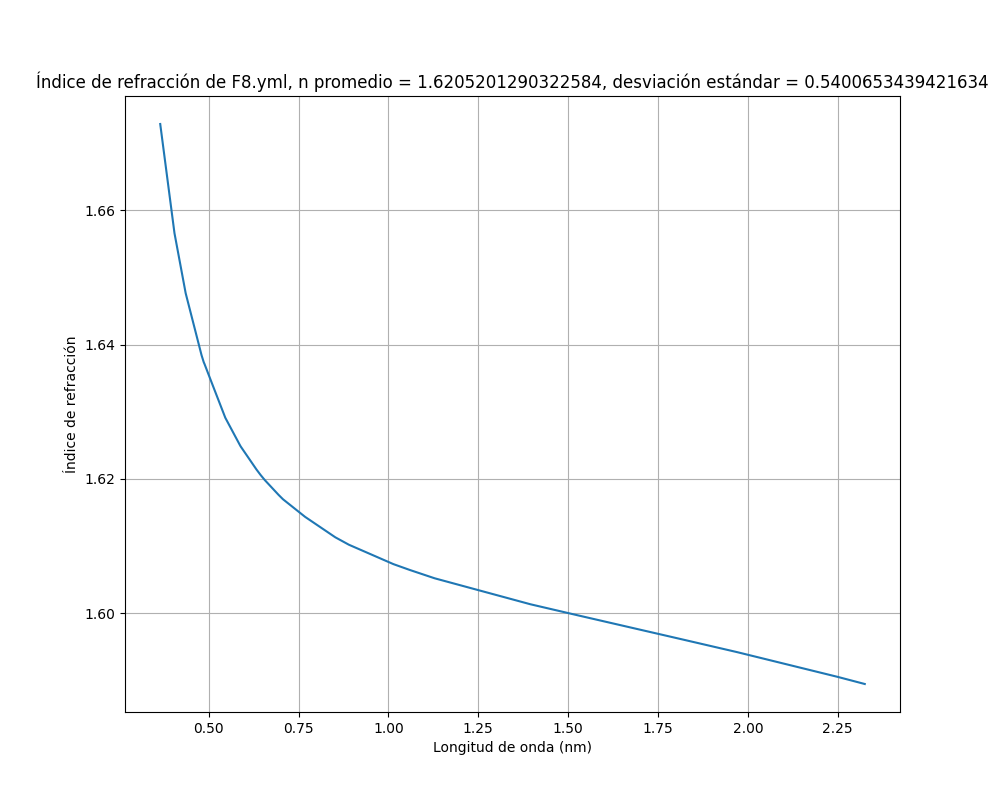 Índice de refracción de F8.yml, n promedio = 1.6205201290322584, desviación estándar = 0.5400653439421634
1.66
1.64
1.62
1.60
Índice de refracción
0.50 0.75 1.00 1.25 1.50 1.75 2.00 2.25
Longitud de onda (nm)